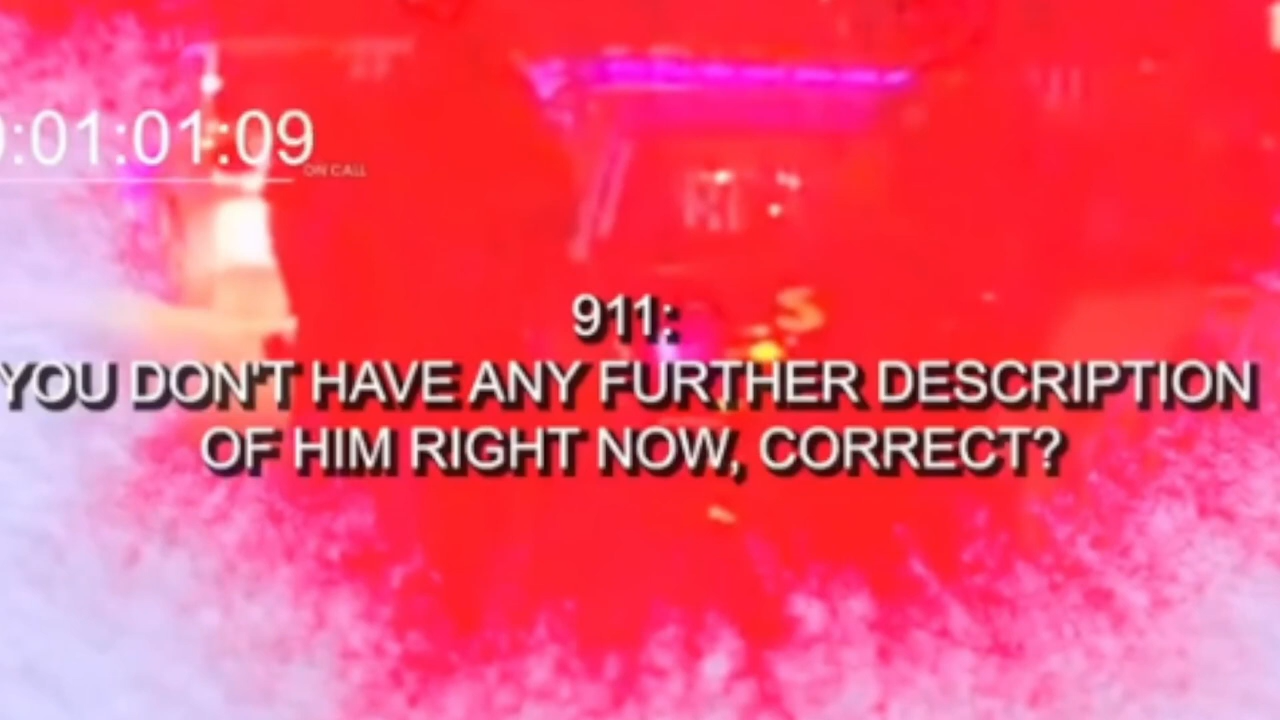 0:01:01:09
ON CALL
911:
YOU DON'T HAVE ANY FURTHER DESCRIPTION
OF HIM RIGHT NOW, CORRECT?